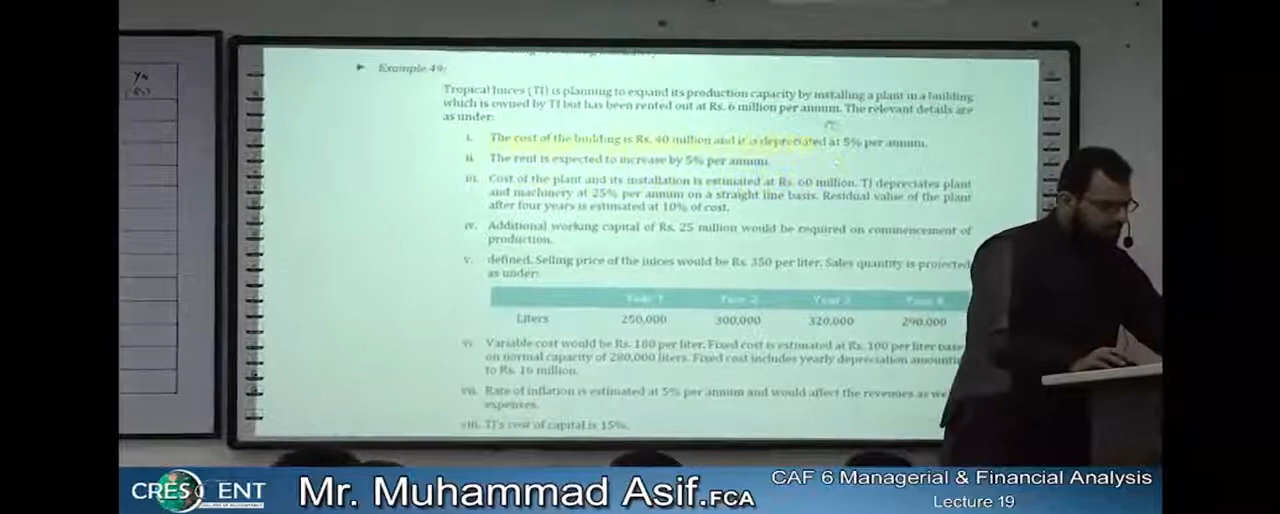 Example 49:
Tropical Juices (TJ) is planning to expand its production capacity by installing a plant in a building
which is owned by TJ but has been rented out at Rs. 6 million per annum. The relevant details are
as under:
i. The cost of the building is Rs. 40 million and it is depreciated at 5% per annum.
ii. The rent is expected to increase by 5% per annum.
iii. Cost of the plant and its installation is estimated at Rs. 60 million. TJ depreciates plant
and machinery at 25% per annum on a straight line basis. Residual value of the plant
after four years is estimated at 10% of cost.
iv. Additional working capital of Rs. 25 million would be required on commencement of
production.
v. defined. Selling price of the juices would be Rs. 350 per liter. Sales quantity is projected
as under:
Year 1 Year 2 Year 3 Year 4
Liters 250,000 300,000 320,000 290,000
vi. Variable cost would be Rs. 180 per liter. Fixed cost is estimated at Rs. 100 per liter base
on normal capacity of 280,000 liters. Fixed cost includes yearly depreciation amounti
to Rs. 16 million.
vii. Rate of inflation is estimated at 5% per annum and would affect the revenues as we
expenses.
viii. TJ's cost of capital is 15%.
CRESCENT
Mr. Muhammad Asif.FCA
CAF 6 Managerial & Financial Analysis
Lecture 19